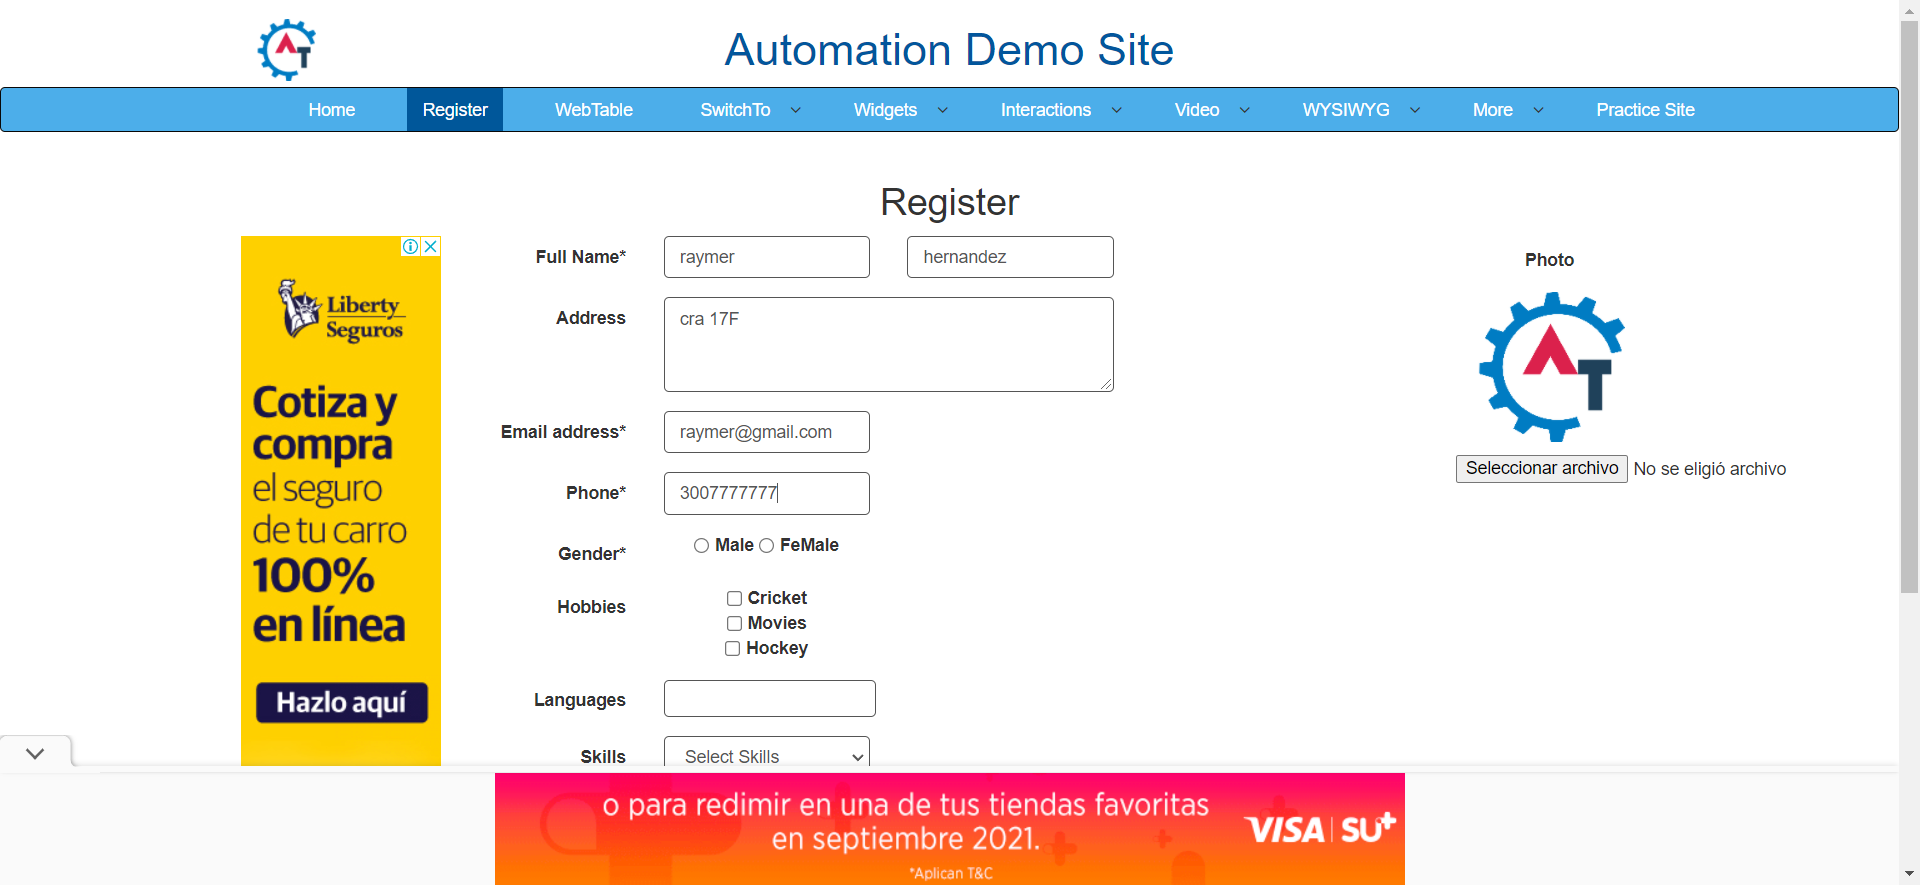 AT
Automation Demo Site
Home Register WebTable SwitchTo Widgets Interactions Video WYSIWYG More Practice Site
Register
Full Name* raymer hernandez
Photo
Address cra 17F
AT
Email address* raymer@gmail.com
Seleccionar archivo No se eligió archivo
Phone* 3007777777
Gender* Male FeMale
Hobbies Cricket
Movies
Hockey
Languages
Skills Select Skills
Liberty
Seguros
Cotiza y
compra
el seguro
de tu carro
100%
en línea
Hazlo aquí
o para redimir en una de tus tiendas favoritas
en septiembre 2021.
*Aplican T&C
VISA SU+